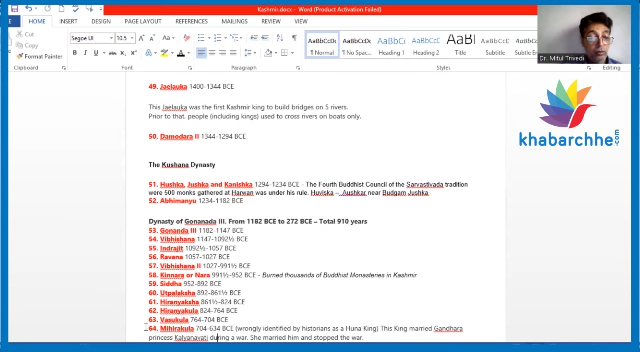 Kashmir.docx - Word (Product Activation Failed)
HOME INSERT DESIGN PAGE LAYOUT REFERENCES MAILINGS REVIEW VIEW
Cut
Copy
Format Painter
Clipboard
Segoe UI 10.5
Font
Paragraph
AaBbCcDc AaBbCcDc AaBbCc AaBbCc AaBl
¶ Normal ¶ No Spac... Heading 1 Heading 2 Title Subtitle
Styles
Editing
Dr. Mitul Trivedi
khabarchhe.com
49. Jaelauka 1400-1344 BCE
This Jaelauka was the first Kashmir king to build bridges on 5 rivers.
Prior to that, people (including kings) used to cross rivers on boats only.
50. Damodara II 1344-1294 BCE
The Kushana Dynasty
51. Hushka, Jushka and Kanishka 1294-1234 BCE - The Fourth Buddhist Council of the Sarvastivada tradition
were 500 monks gathered at Harwan was under his rule. Huviska – Aushkar near Budgam Jushka
52. Abhimanyu 1234-1182 BCE
Dynasty of Gonanada III. From 1182 BCE to 272 BCE – Total 910 years
53. Gonanda III 1182-1147 BCE
54. Vibhishana 1147-1092½ BCE
55. Indrajit 1092½-1057 BCE
56. Ravana 1057-1027 BCE
57. Vibhishana II 1027-991½ BCE
58. Kinnara or Nara 991½-952 BCE - Burned thousands of Buddhist Monasteries in Kashmir
59. Siddha 952-892 BCE
60. Utpalaksha 892-861½ BCE
61. Hiranyaksha 861½-824 BCE
62. Hiranyakula 824-764 BCE
63. Vasukula 764-704 BCE
64. Mihirakula 704-634 BCE (wrongly identified by historians as a Huna King) This King married Gandhara
princess Kalyanavati during a war. She married him and stopped the war.